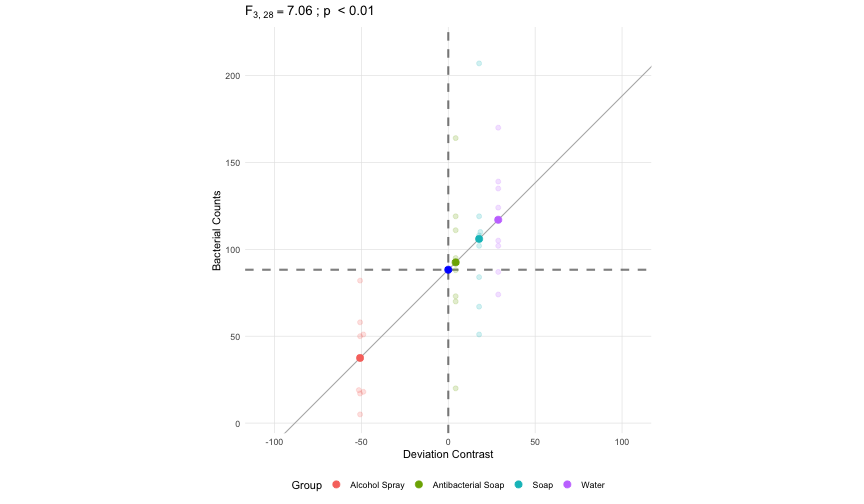 F3, 28 = 7.06 ; p < 0.01
200
150
100
50
0
Bacterial Counts
-100 -50 0 50 100
Deviation Contrast
Group Alcohol Spray Antibacterial Soap Soap Water